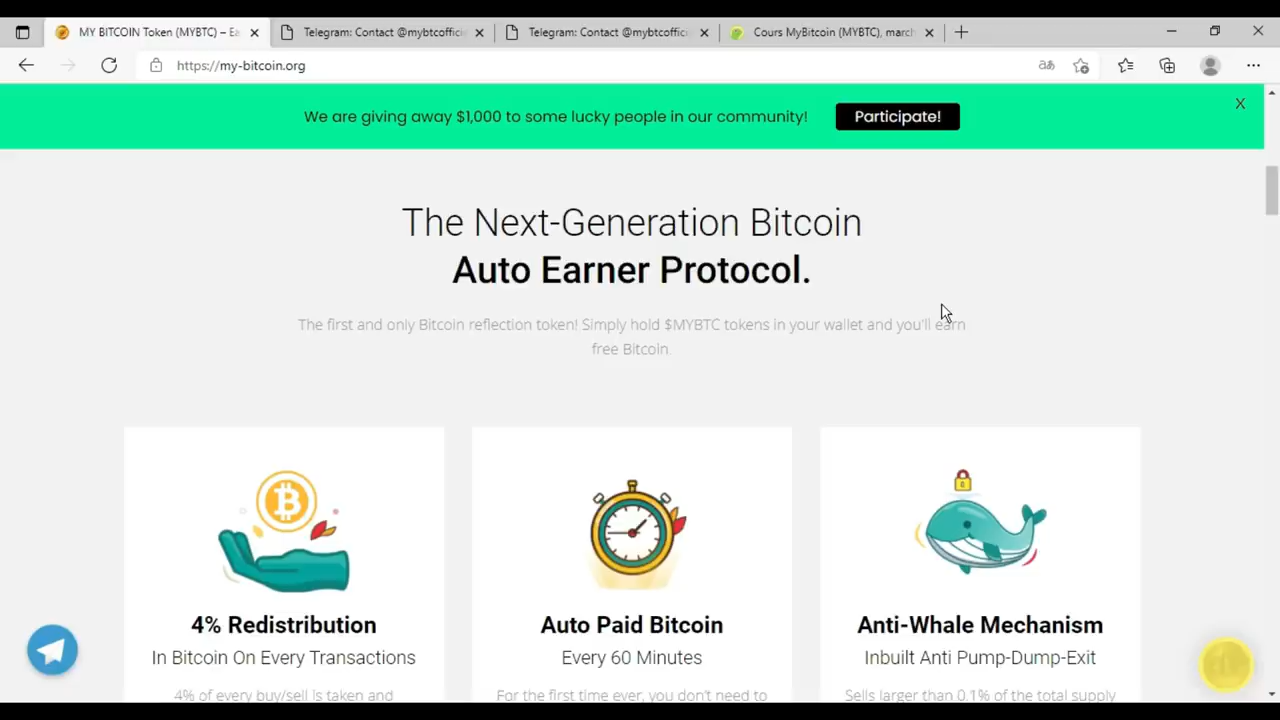 MY BITCOIN Token (MYBTC) – Ea
Telegram: Contact @mybtcofficia
Telegram: Contact @mybtcofficia
Cours MyBitcoin (MYBTC), march
https://my-bitcoin.org
We are giving away $1,000 to some lucky people in our community!
Participate!
X
The Next-Generation Bitcoin
Auto Earner Protocol.
The first and only Bitcoin reflection token! Simply hold $MYBTC tokens in your wallet and you'll earn
free Bitcoin.
4% Redistribution
In Bitcoin On Every Transactions
4% of every buy/sell is taken and
Auto Paid Bitcoin
Every 60 Minutes
For the first time ever, you don't need to
Anti-Whale Mechanism
Inbuilt Anti Pump-Dump-Exit
Sells larger than 0.1% of the total supply